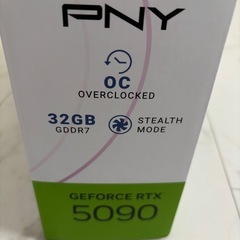 PNY
OC
OVERCLOCKED
32GB
GDDR7
STEALTH
MODE
GEFORCE RTX
5090